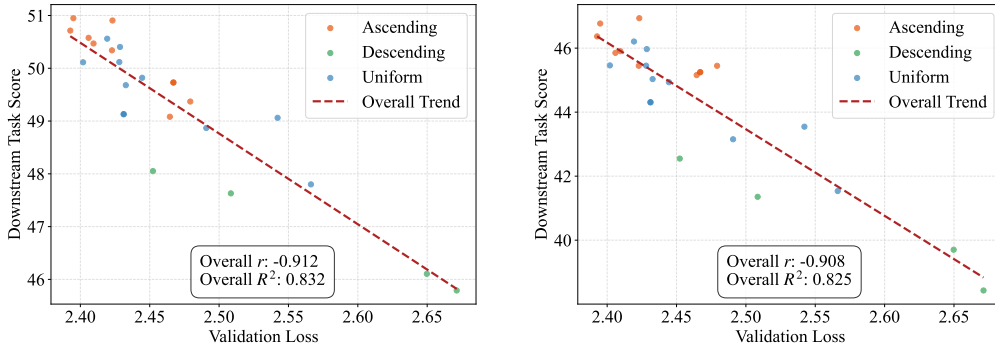 51
50
49
48
47
46
Downstream Task Score
Ascending
Descending
Uniform
Overall Trend
Overall r: -0.912
Overall R²: 0.832
2.40 2.45 2.50 2.55 2.60 2.65
Validation Loss
46
44
42
40
Downstream Task Score
Ascending
Descending
Uniform
Overall Trend
Overall r: -0.908
Overall R²: 0.825
2.40 2.45 2.50 2.55 2.60 2.65
Validation Loss